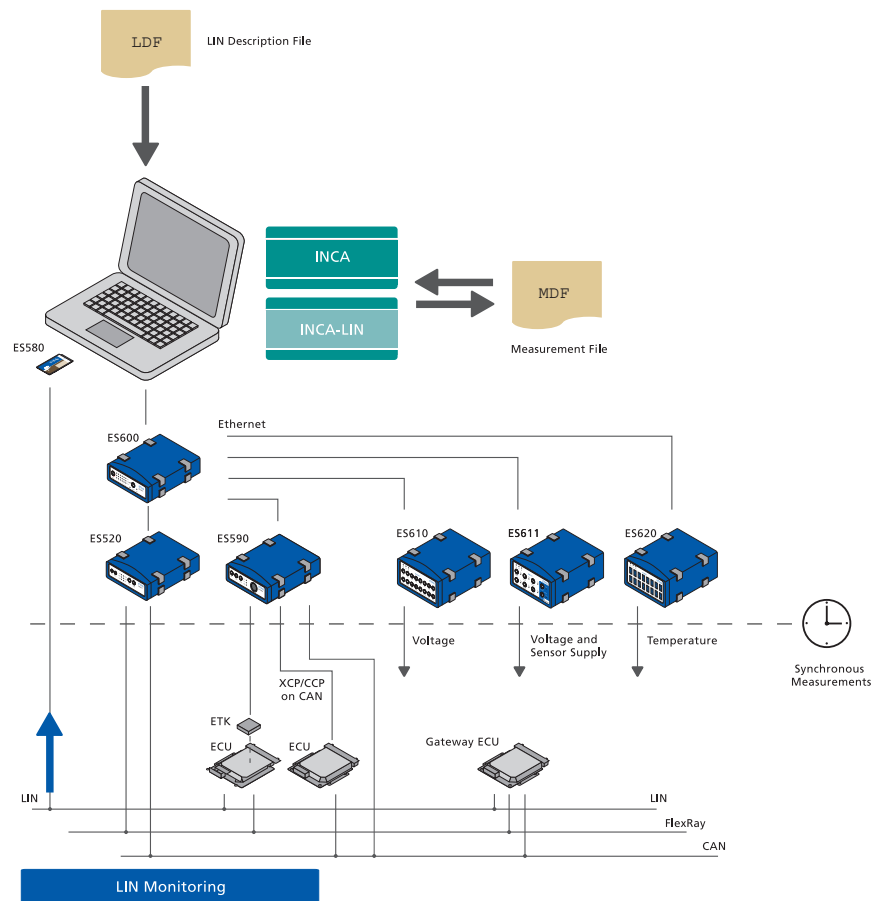 LDF
LIN Description File
INCA
INCA-LIN
MDF
Measurement File
ES580
Ethernet
ES600
ES520
ES590
ES610
ES611
ES620
Voltage
Voltage and
Sensor Supply
Temperature
Synchronous
Measurements
XCP/CCP
on CAN
ETK
ECU
ECU
Gateway ECU
LIN
LIN
FlexRay
CAN
LIN Monitoring